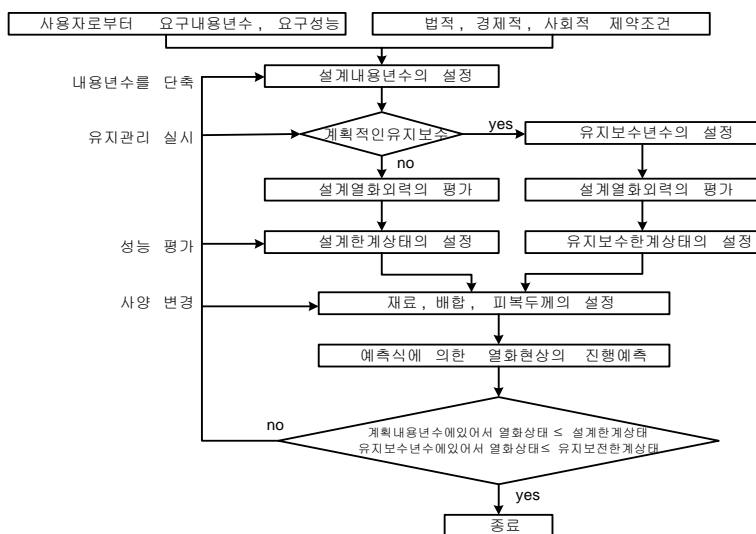 사용자로부터 요구내용년수, 요구성능
법적, 경제적, 사회적 제약조건
내용년수를 단축
설계내용년수의 설정
유지관리 실시
계획적인유지보수
yes
유지보수년수의 설정
no
설계열화외력의 평가
설계열화외력의 평가
성능 평가
설계한계상태의 설정
유지보수한계상태의 설정
사양 변경
재료, 배합, 피복두께의 설정
예측식에 의한 열화현상의 진행예측
no
계획내용년수에있어서 열화상태 ≤ 설계한계상태
유지보수년수에있어서 열화상태≤ 유지보전한계상태
yes
종료